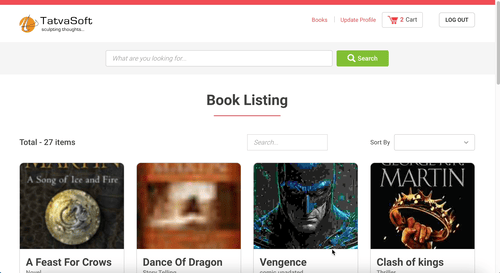 TatvaSoft
sculpting thoughts...
Books
Update Profile
2 Cart
LOG OUT
What are you looking for...
Search
Book Listing
Total - 27 items
Search...
Sort By
MARTIN
A Song of Ice and Fire
GEORGE R.R.
MARTIN
A Feast For Crows
Dance Of Dragon
Vengence
Clash of kings
Novel
Story Telling
comic updated
Thriller